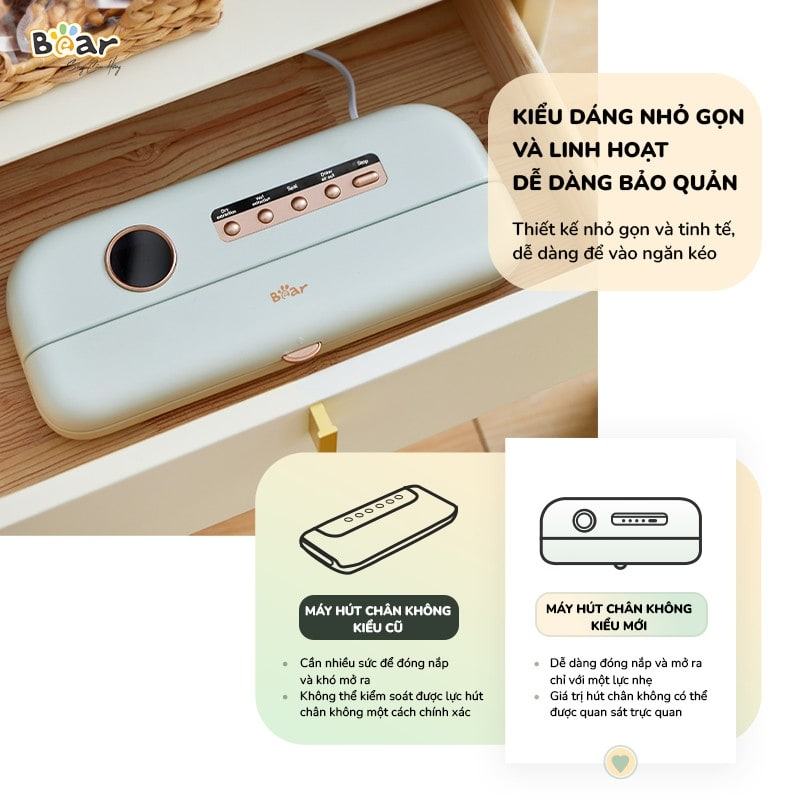 Bear
KIỂU DÁNG NHỎ GỌN
VÀ LINH HOẠT
DỄ DÀNG BẢO QUẢN
Thiết kế nhỏ gọn và tinh tế,
dễ dàng để vào ngăn kéo
Dry extraction
Wet extraction
Seal
Outer air out
Stop
Bear
MÁY HÚT CHÂN KHÔNG
KIỂU CŨ
Cần nhiều sức để đóng nắp
và khó mở ra
Không thể kiểm soát được lực hút
chân không một cách chính xác
MÁY HÚT CHÂN KHÔNG
KIỂU MỚI
Dễ dàng đóng nắp và mở ra
chỉ với một lực nhẹ
Giá trị hút chân không có thể
được quan sát trực quan